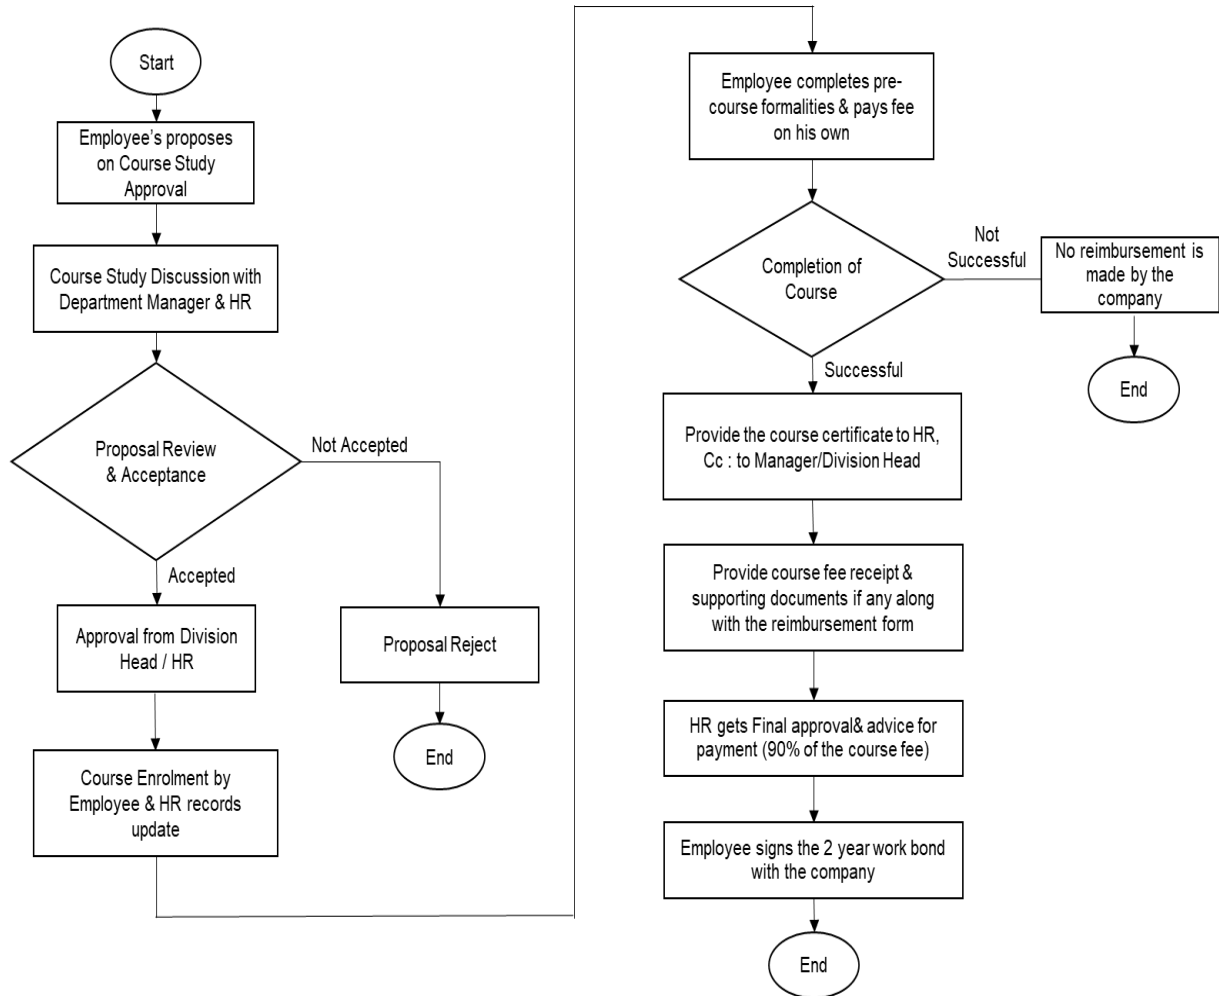 Start
Employee's proposes
on Course Study
Approval
Course Study Discussion with
Department Manager & HR
Proposal Review
& Acceptance
Not Accepted
Accepted
Approval from Division
Head / HR
Proposal Reject
End
Course Enrolment by
Employee & HR records
update
Employee completes pre-
course formalities & pays fee
on his own
Completion of
Course
Not
Successful
No reimbursement is
made by the
company
End
Successful
Provide the course certificate to HR,
Cc : to Manager/Division Head
Provide course fee receipt &
supporting documents if any along
with the reimbursement form
HR gets Final approval& advice for
payment (90% of the course fee)
Employee signs the 2 year work bond
with the company
End